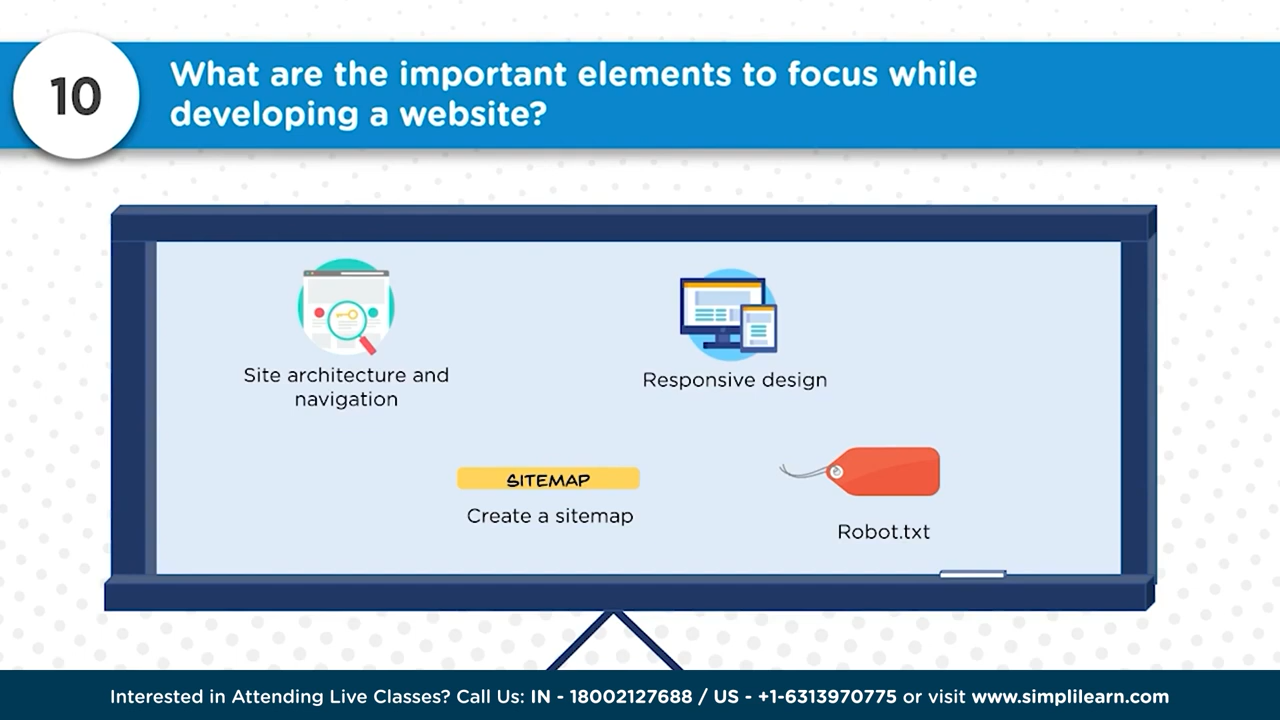 10
What are the important elements to focus while
developing a website?
Site architecture and
navigation
Responsive design
SITEMAP
Create a sitemap
Robot.txt
Interested in Attending Live Classes? Call Us: IN - 18002127688 / US - +1-6313970775 or visit www.simplilearn.com